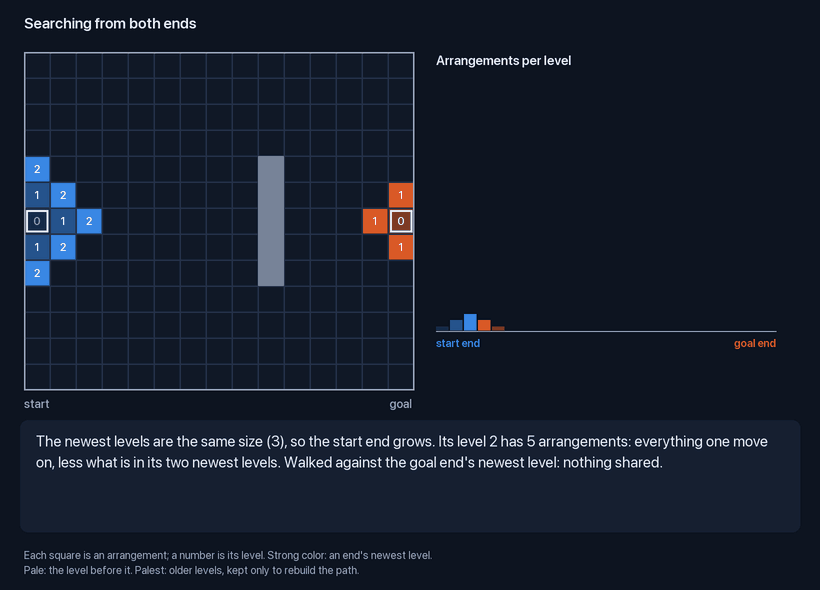 Searching from both ends
Arrangements per level
2
1 2 1
0 1 2 1 0
1 2 1
2
start end goal end
start goal
The newest levels are the same size (3), so the start end grows. Its level 2 has 5 arrangements: everything one move
on, less what is in its two newest levels. Walked against the goal end's newest level: nothing shared.
Each square is an arrangement; a number is its level. Strong color: an end's newest level.
Pale: the level before it. Palest: older levels, kept only to rebuild the path.